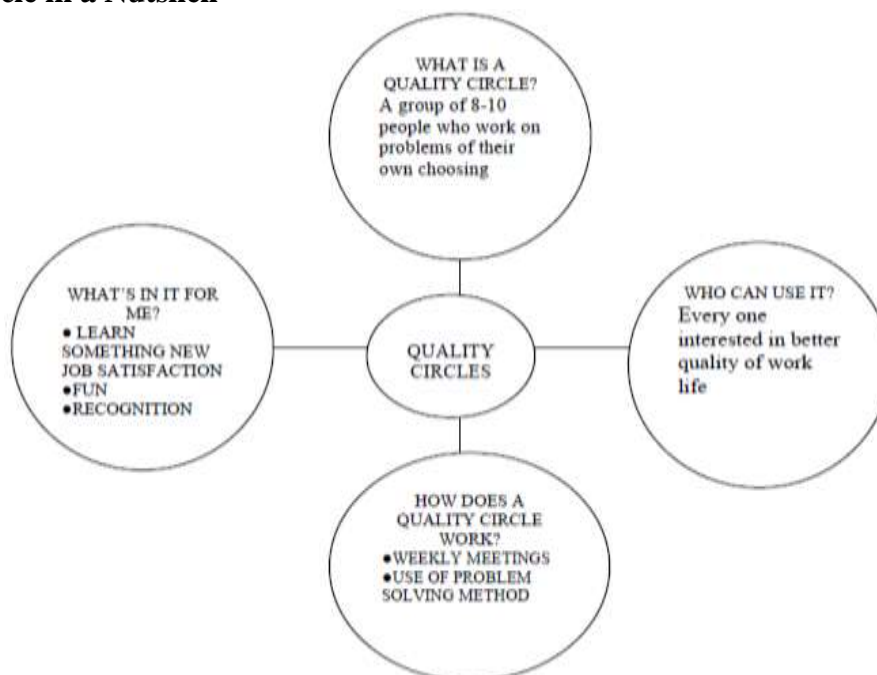 in a Nutshell
WHAT IS A
QUALITY CIRCLE?
A group of 8-10
people who work on
problems of their
own choosing
WHAT'S IN IT FOR
ME?
● LEARN
SOMETHING NEW
JOB SATISFACTION
●FUN
●RECOGNITION
QUALITY
CIRCLES
WHO CAN USE IT?
Every one
interested in better
quality of work
life
HOW DOES A
QUALITY CIRCLE
WORK?
●WEEKLY MEETINGS
●USE OF PROBLEM
SOLVING METHOD